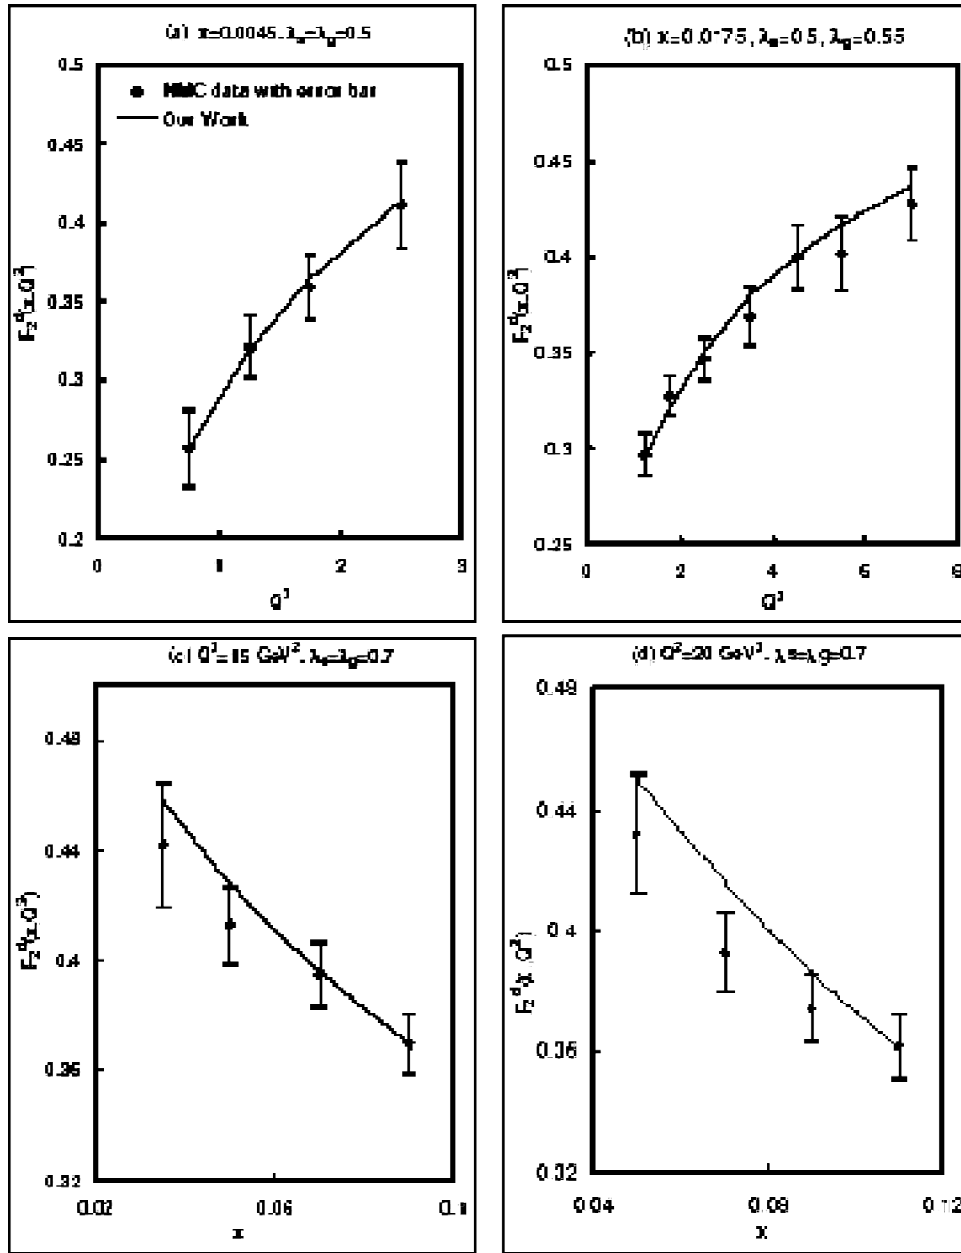 (a) x=0.0045, λs=λg=0.5
0.5
NMC data with error bar
Our Work
0.45
0.4
0.35
0.3
0.25
0.2
F2d(x,Q2)
0 1 2 3
Q2
(b) x=0.0175, λs=0.5, λg=0.55
0.5
0.45
0.4
0.35
0.3
0.25
F2d(x,Q2)
0 2 4 6 8
Q2
(c) Q2=15 GeV2, λs=λg=0.7
0.48
0.44
0.4
0.36
0.32
F2d(x,Q2)
0.02 0.06 0.1
x
(d) Q2=20 GeV2, λs=λg=0.7
0.48
0.44
0.4
0.36
0.32
F2d(x,Q2)
0.04 0.08 0.12
x